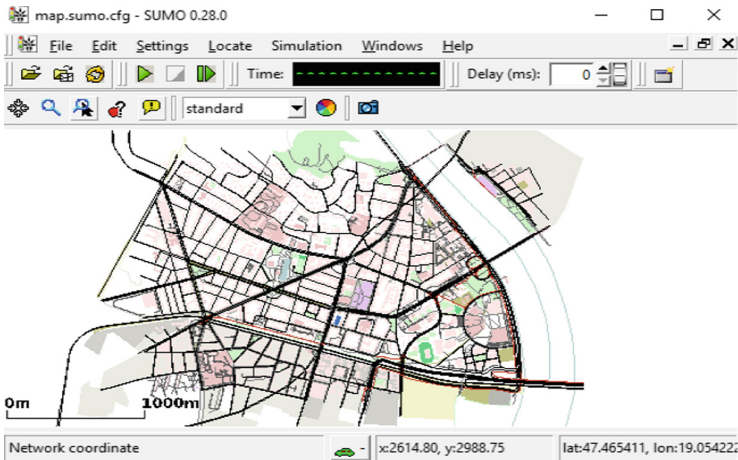 map.sumo.cfg - SUMO 0.28.0
File Edit Settings Locate Simulation Windows Help
Time: Delay (ms): 0
standard
0m 1000m
Network coordinate x:2614.80, y:2988.75 lat:47.465411, lon:19.054222